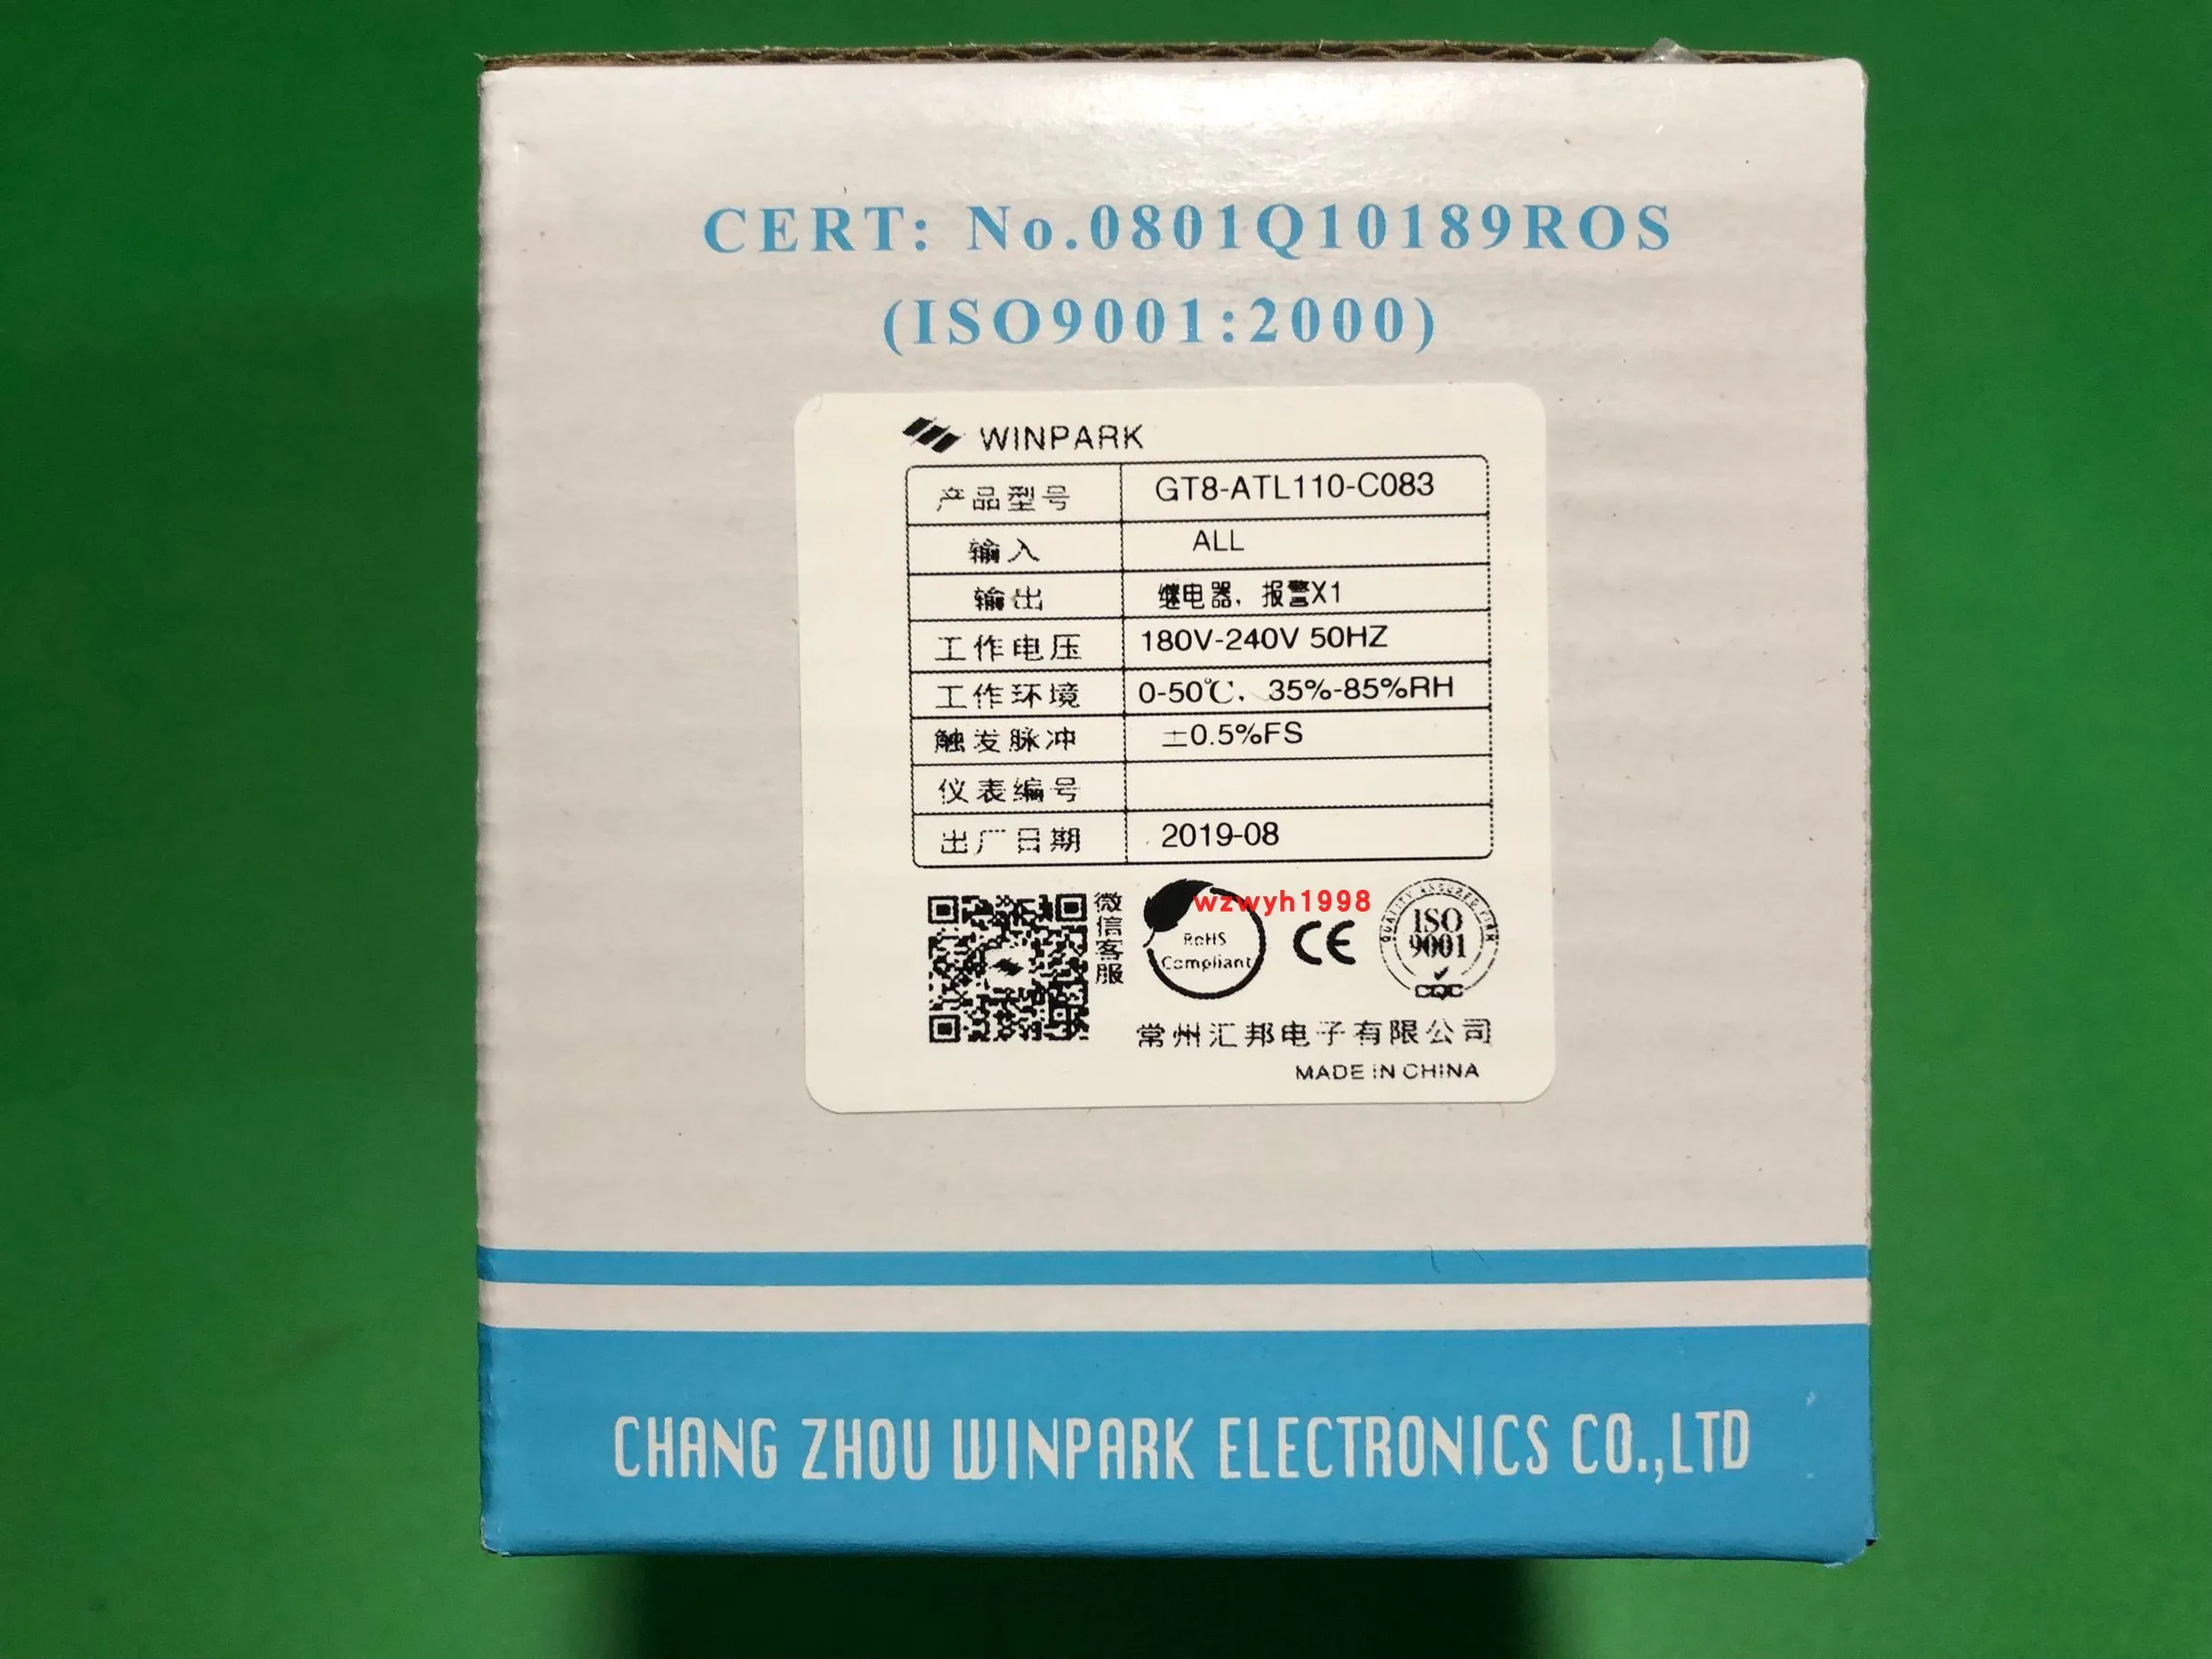 CERT: No.0801Q10189ROS
(ISO9001:2000)
WINPARK
产品型号 GT8-ATL110-C083
输入 ALL
输出 继电器，报警X1
工作电压 180V-240V 50HZ
工作环境 0-50℃，35%-85%RH
触发脉冲 ±0.5%FS
仪表编号
出厂日期 2019-08
微信客服
wzwyh1998
RoHS
Compliant
CE
QUALITY ASSURED FIRM
ISO
9001
CQC
常州汇邦电子有限公司
MADE IN CHINA
CHANG ZHOU WINPARK ELECTRONICS CO.,LTD